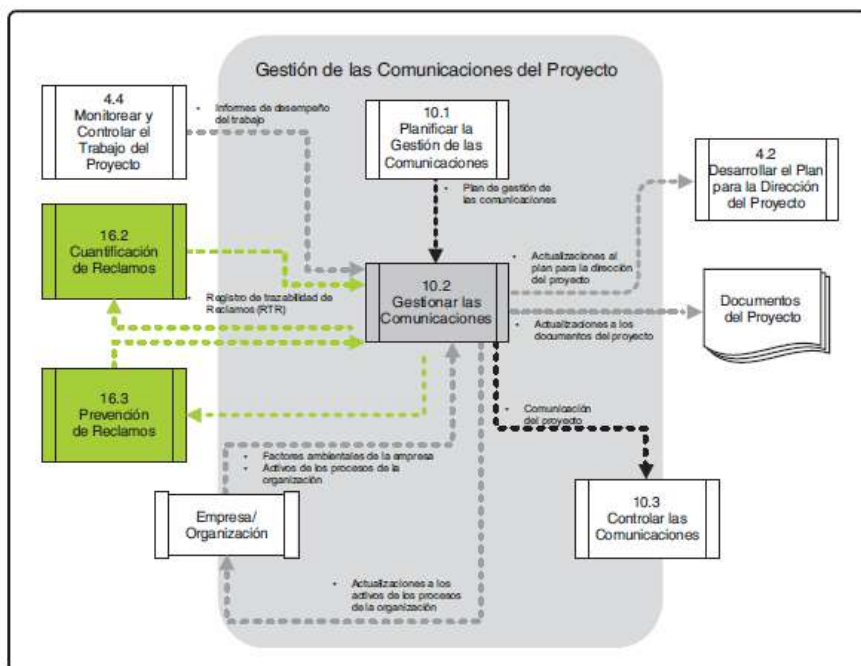 Gestión de las Comunicaciones del Proyecto
4.4
Monitorear y
Controlar el
Trabajo del
Proyecto
• Informes de desempeño
del trabajo
10.1
Planificar la
Gestión de las
Comunicaciones
4.2
Desarrollar el Plan
para la Dirección
del Proyecto
• Plan de gestión de
las comunicaciones
16.2
Cuantificación
de Reclamos
• Registro de trazabilidad de
Reclamos (RTR)
10.2
Gestionar las
Comunicaciones
• Actualizaciones al
plan para la dirección
del proyecto
• Actualizaciones a los
documentos del proyecto
Documentos
del Proyecto
16.3
Prevención
de Reclamos
• Comunicación
del proyecto
• Factores ambientales de la empresa
• Activos de los procesos de la
organización
Empresa/
Organización
10.3
Controlar las
Comunicaciones
• Actualizaciones a los
activos de los procesos
de la organización